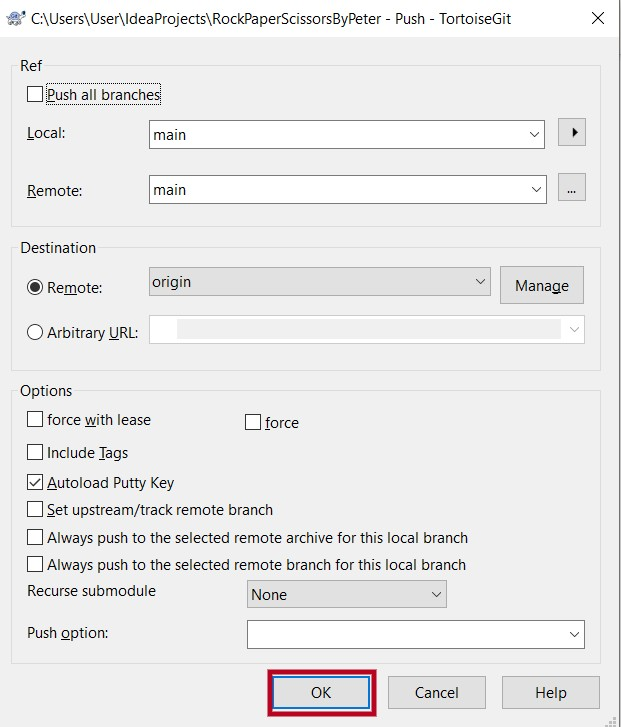 C:\Users\User\IdeaProjects\RockPaperScissorsByPeter - Push - TortoiseGit
Ref
Push all branches
Local: main
Remote: main ...
Destination
Remote: origin Manage
Arbitrary URL:
Options
force with lease force
Include Tags
Autoload Putty Key
Set upstream/track remote branch
Always push to the selected remote archive for this local branch
Always push to the selected remote branch for this local branch
Recurse submodule None
Push option:
OK Cancel Help